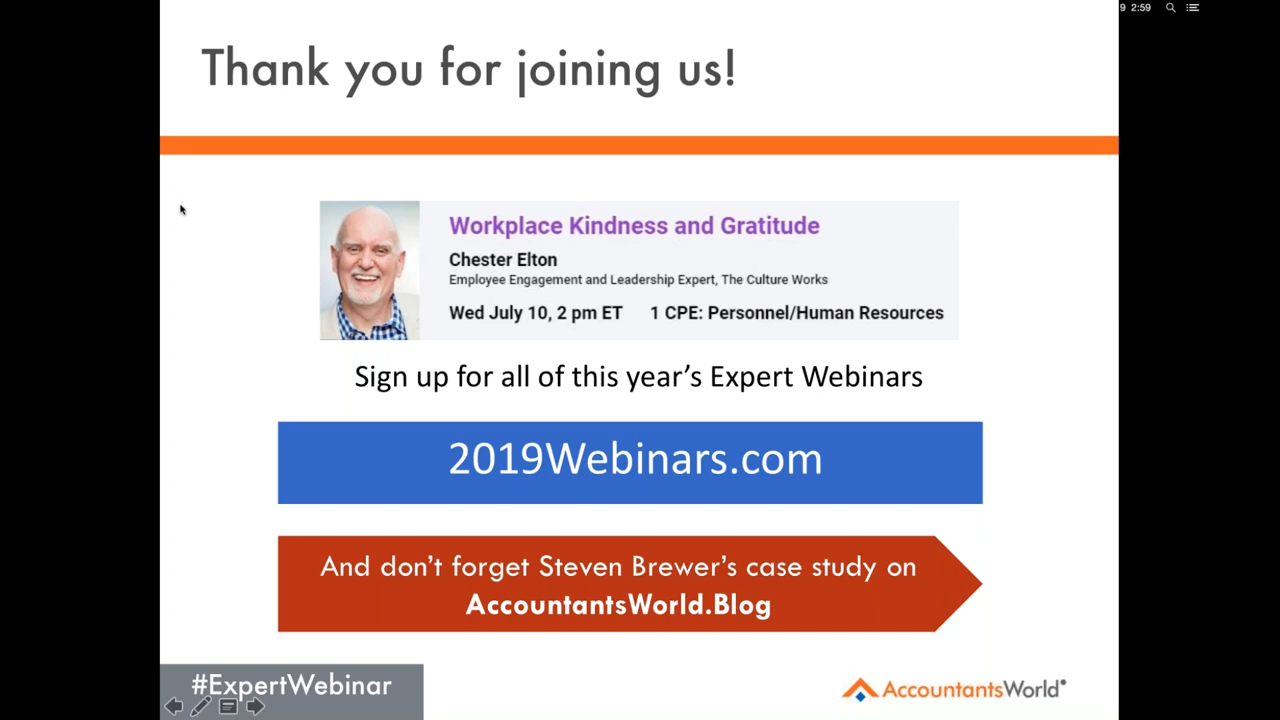 9 2:59
Thank you for joining us!
Workplace Kindness and Gratitude
Chester Elton
Employee Engagement and Leadership Expert, The Culture Works
Wed July 10, 2 pm ET 1 CPE: Personnel/Human Resources
Sign up for all of this year’s Expert Webinars
2019Webinars.com
And don’t forget Steven Brewer’s case study on
AccountantsWorld.Blog
#ExpertWebinar
AccountantsWorld®